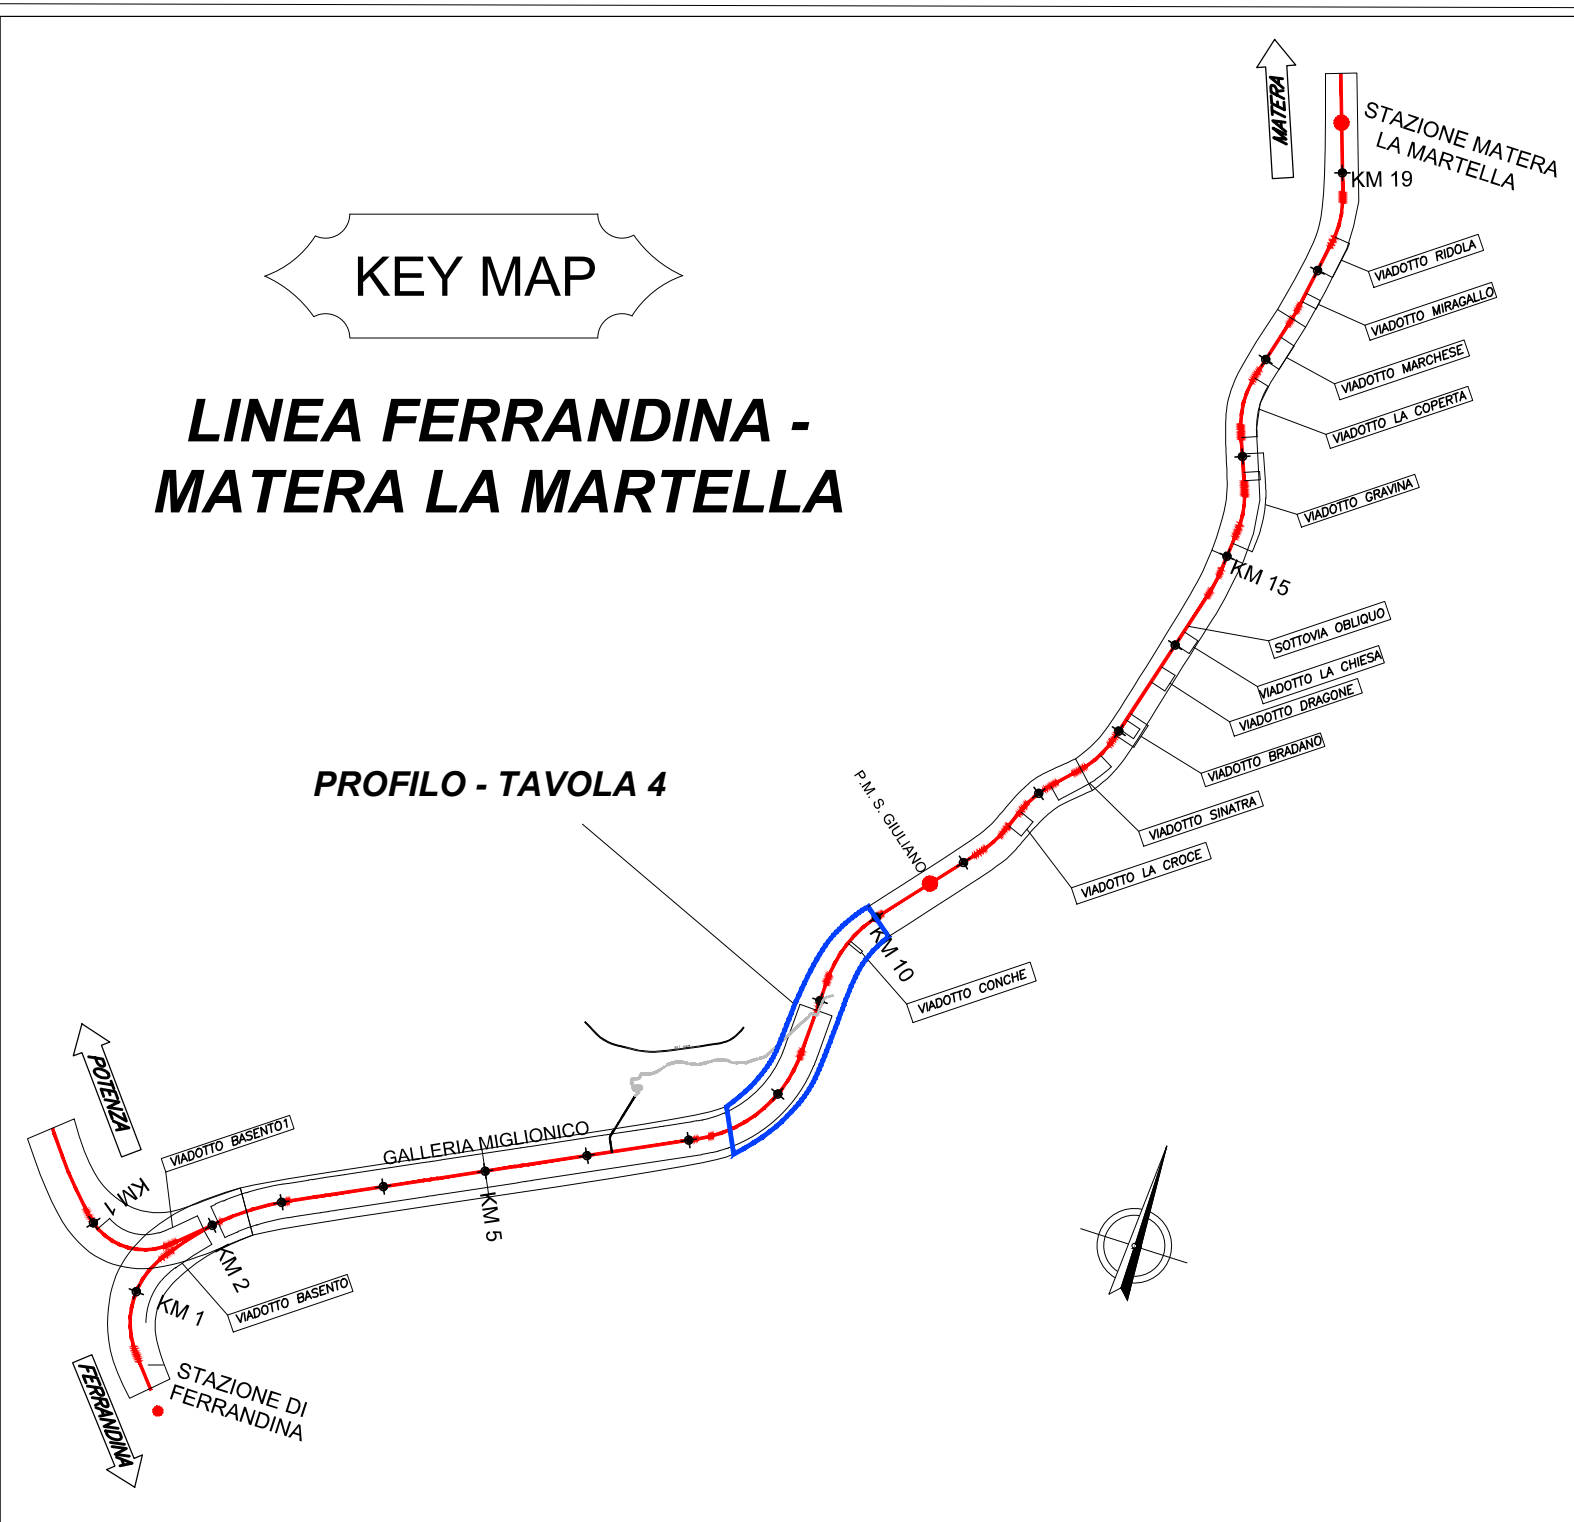 MATERA
STAZIONE MATERA
LA MARTELLA
KM 19
KEY MAP
VIADOTTO RIDOLA
VIADOTTO MIRAGALLO
VIADOTTO MARCHESE
LINEA FERRANDINA -
MATERA LA MARTELLA
VIADOTTO LA COPERTA
VIADOTTO GRAVINA
KM 15
SOTTOVIA OBLIQUO
VIADOTTO LA CHIESA
VIADOTTO DRAGONE
VIADOTTO BRADANO
PROFILO - TAVOLA 4
P.M. S. GIULIANO
VIADOTTO SINATRA
VIADOTTO LA CROCE
KM 10
VIADOTTO CONCHE
POTENZA
VIADOTTO BASENTO1
GALLERIA MIGLIONICO
KM 1
KM 5
KM 2
VIADOTTO BASENTO
KM 1
STAZIONE DI
FERRANDINA
FERRANDINA